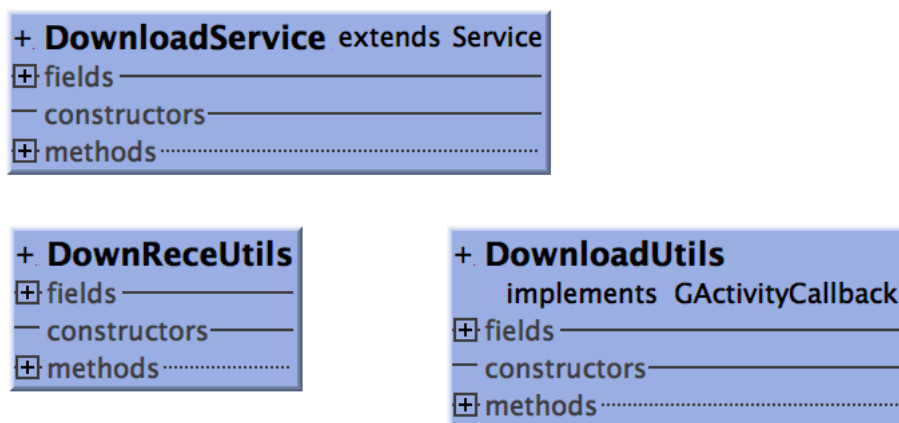 + DownloadService extends Service
+ fields
constructors
+ methods
+ DownReceUtils
+ fields
constructors
+ methods
+ DownloadUtils
implements GActivityCallback
+ fields
constructors
+ methods